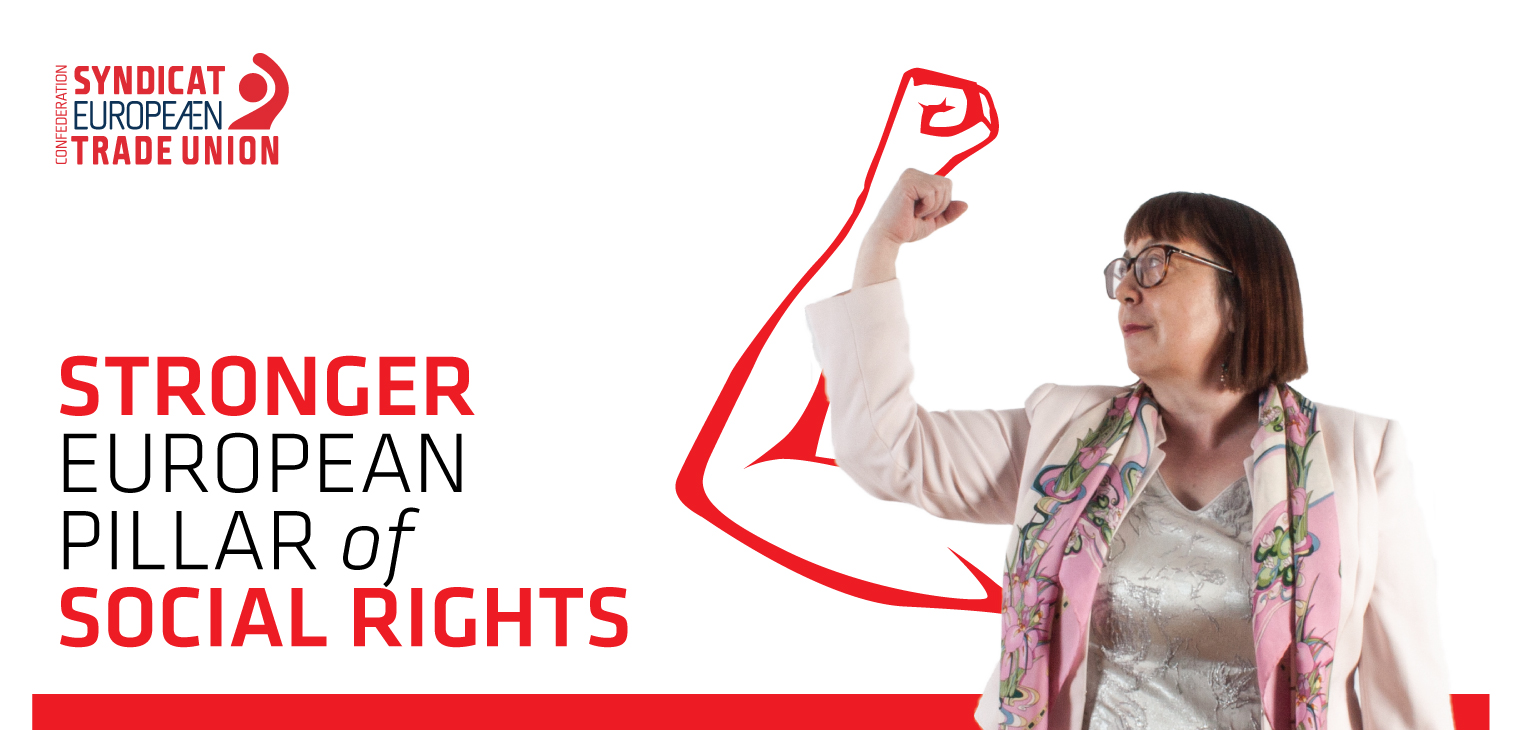 CONFEDERATION
SYNDICAT
EUROPEÆN
TRADE UNION
STRONGER
EUROPEAN
PILLAR of
SOCIAL RIGHTS